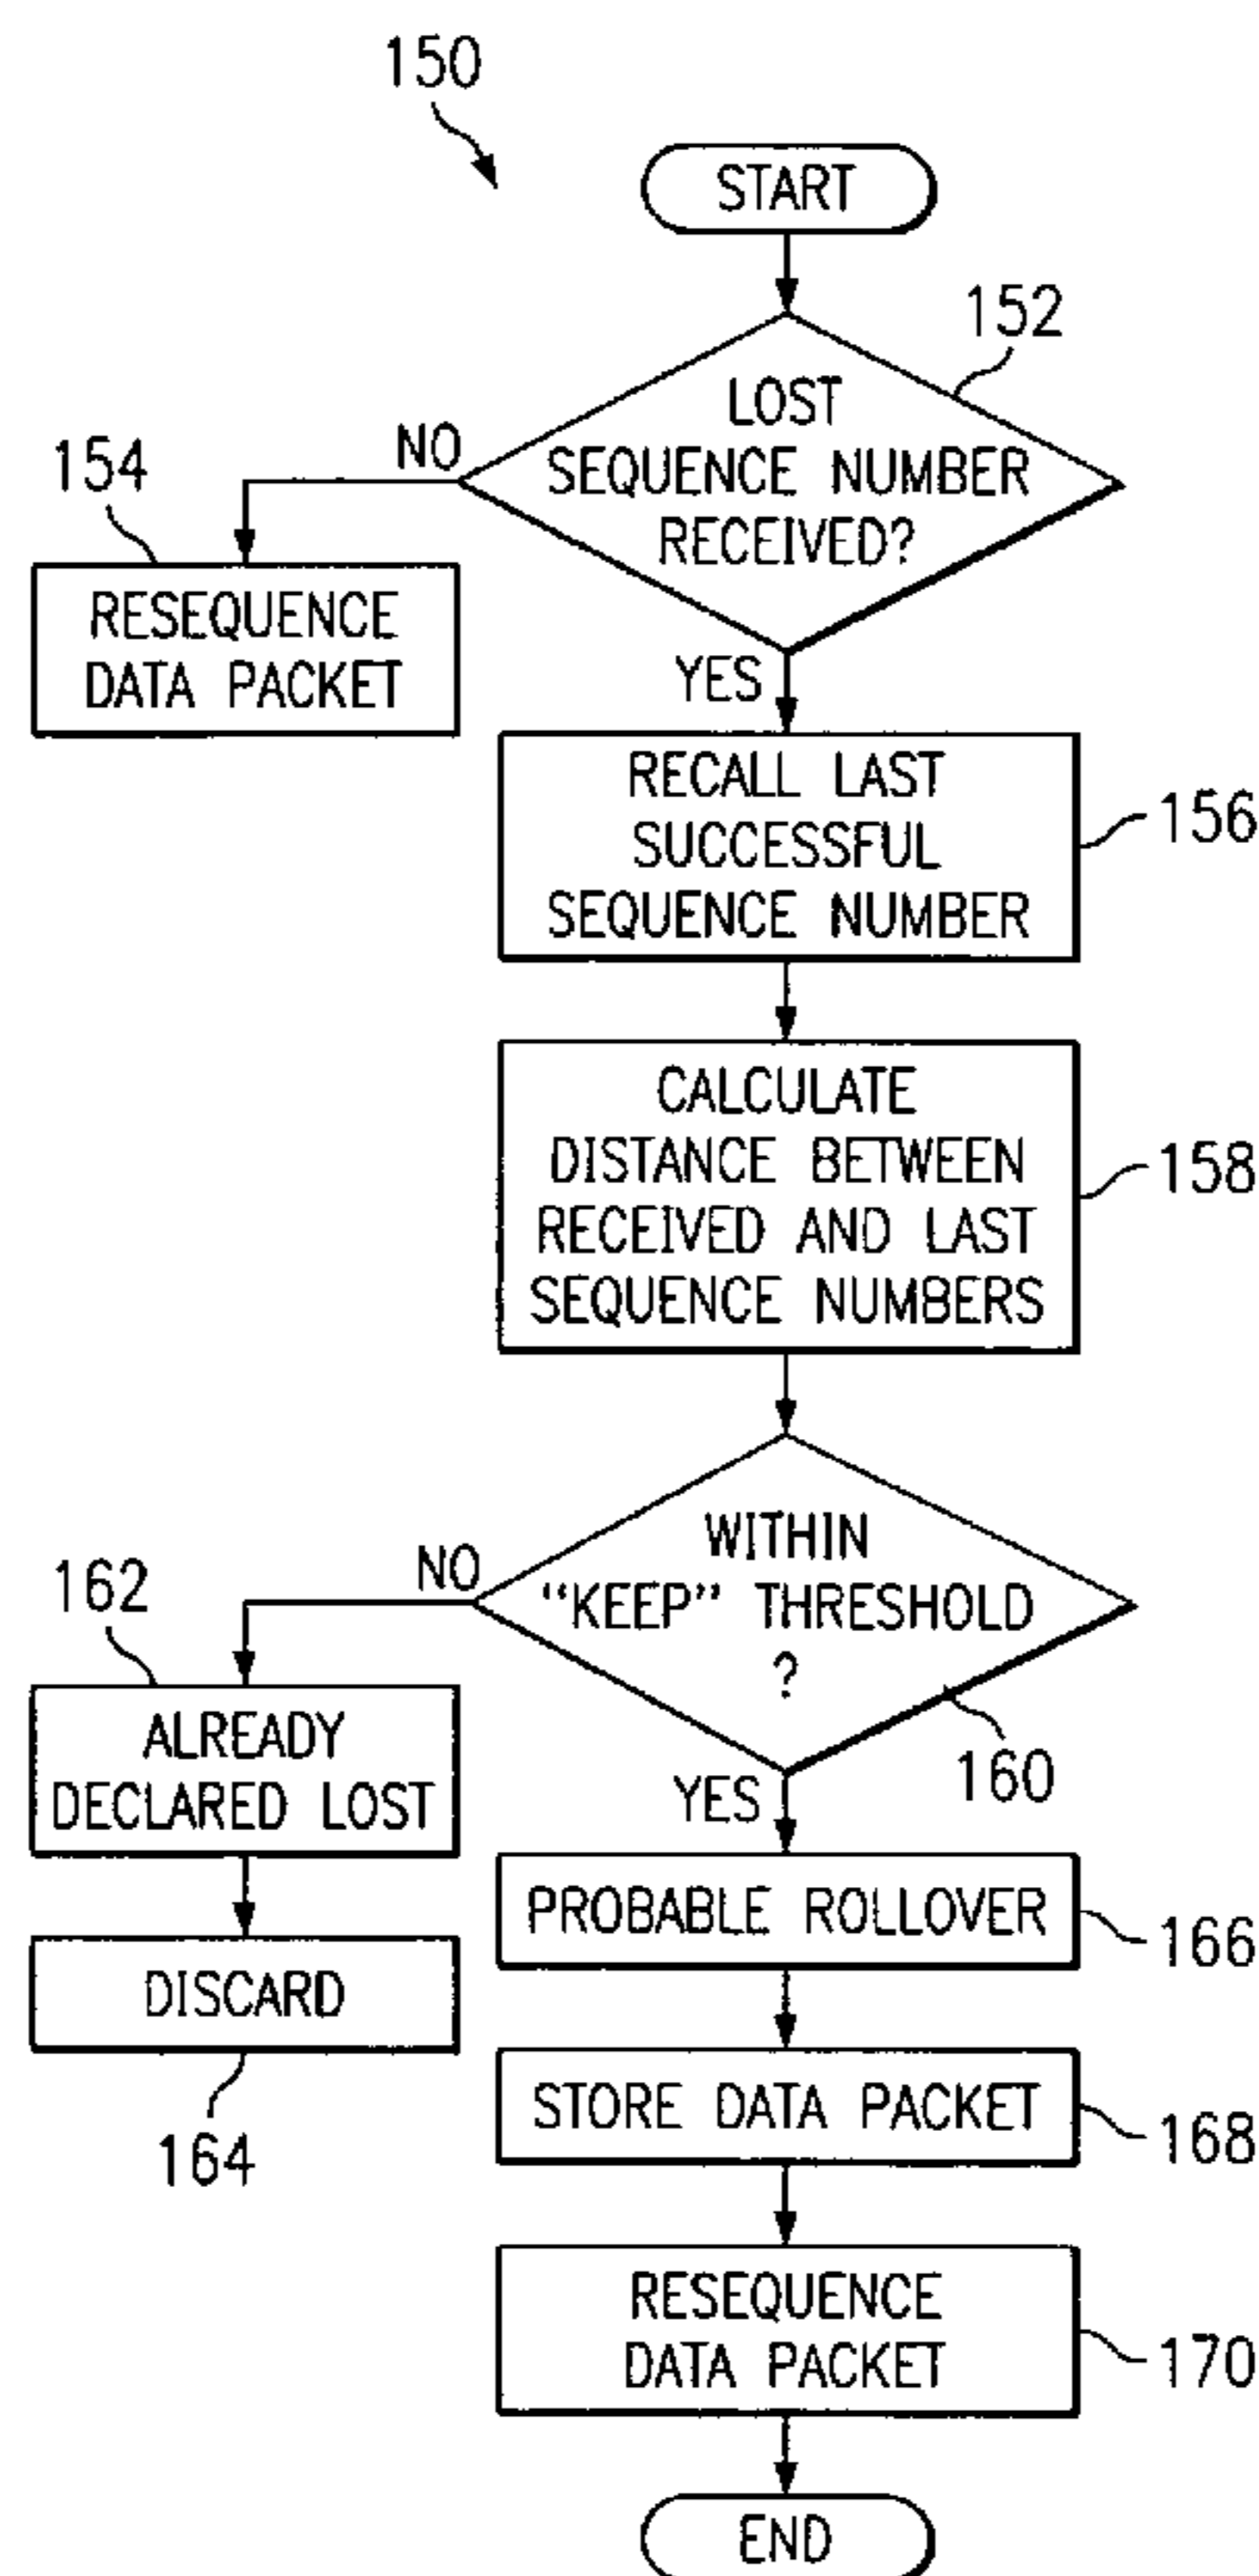 150
START
152
LOST
SEQUENCE NUMBER
RECEIVED?
NO
154
RESEQUENCE
DATA PACKET
YES
RECALL LAST
SUCCESSFUL
SEQUENCE NUMBER
156
CALCULATE
DISTANCE BETWEEN
RECEIVED AND LAST
SEQUENCE NUMBERS
158
WITHIN
“KEEP” THRESHOLD
?
160
NO
162
ALREADY
DECLARED LOST
DISCARD
164
YES
PROBABLE ROLLOVER
166
STORE DATA PACKET
168
RESEQUENCE
DATA PACKET
170
END